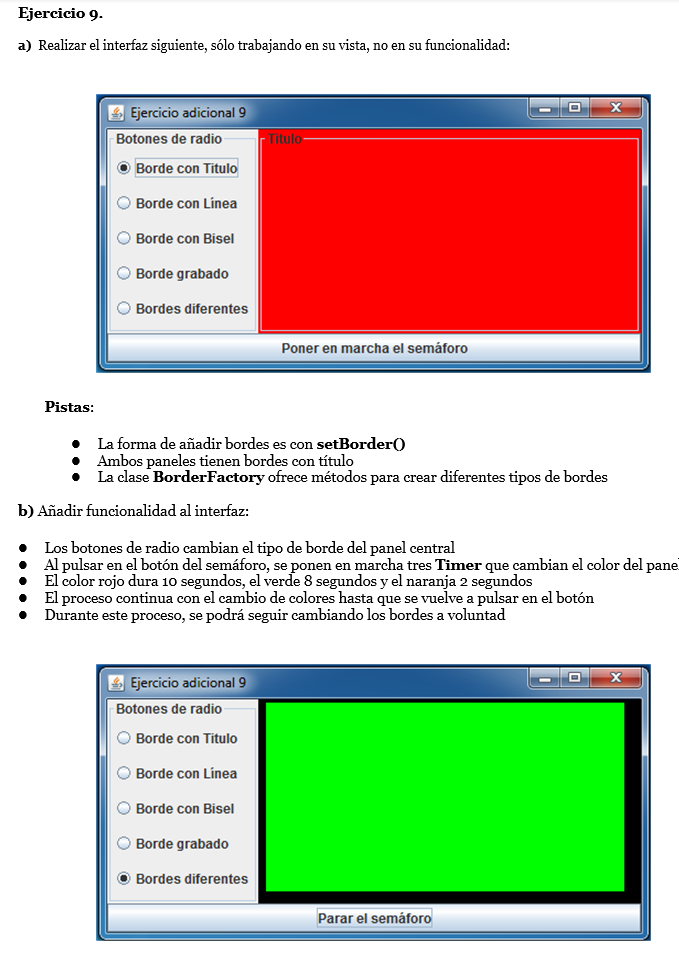 Ejercicio 9.
a) Realizar el interfaz siguiente, sólo trabajando en su vista, no en su funcionalidad:
Ejercicio adicional 9
Botones de radio
Titulo
Borde con Titulo
Borde con Línea
Borde con Bisel
Borde grabado
Bordes diferentes
Poner en marcha el semáforo
Pistas:
● La forma de añadir bordes es con setBorder()
● Ambos paneles tienen bordes con título
● La clase BorderFactory ofrece métodos para crear diferentes tipos de bordes
b) Añadir funcionalidad al interfaz:
● Los botones de radio cambian el tipo de borde del panel central
● Al pulsar en el botón del semáforo, se ponen en marcha tres Timer que cambian el color del pane
● El color rojo dura 10 segundos, el verde 8 segundos y el naranja 2 segundos
● El proceso continua con el cambio de colores hasta que se vuelve a pulsar en el botón
● Durante este proceso, se podrá seguir cambiando los bordes a voluntad
Ejercicio adicional 9
Botones de radio
Borde con Titulo
Borde con Línea
Borde con Bisel
Borde grabado
Bordes diferentes
Parar el semáforo